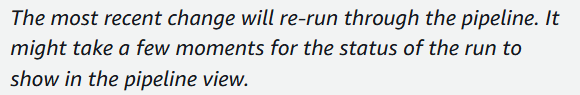 The most recent change will re-run through the pipeline. It
might take a few moments for the status of the run to
show in the pipeline view.